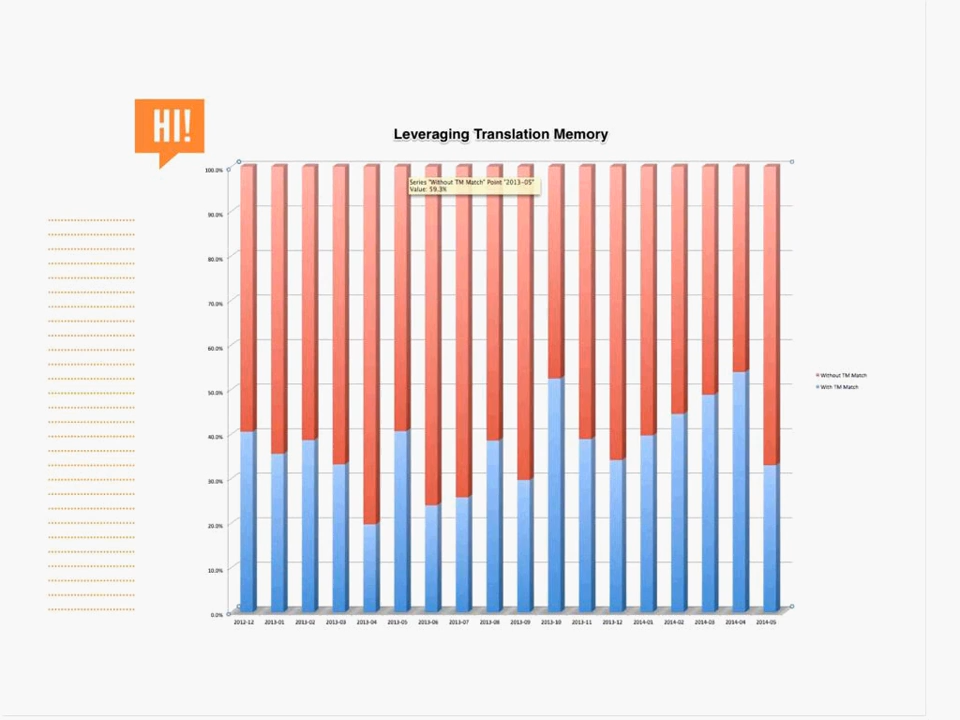 HI!
Leveraging Translation Memory
Series "Without TM Match" Point "2013-05"
Value: 59.3%
100.0%
90.0%
80.0%
70.0%
60.0%
50.0%
40.0%
30.0%
20.0%
10.0%
0.0%
Without TM Match
With TM Match
2012-12 2013-01 2013-02 2013-03 2013-04 2013-05 2013-06 2013-07 2013-08 2013-09 2013-10 2013-11 2013-12 2014-01 2014-02 2014-03 2014-04 2014-05